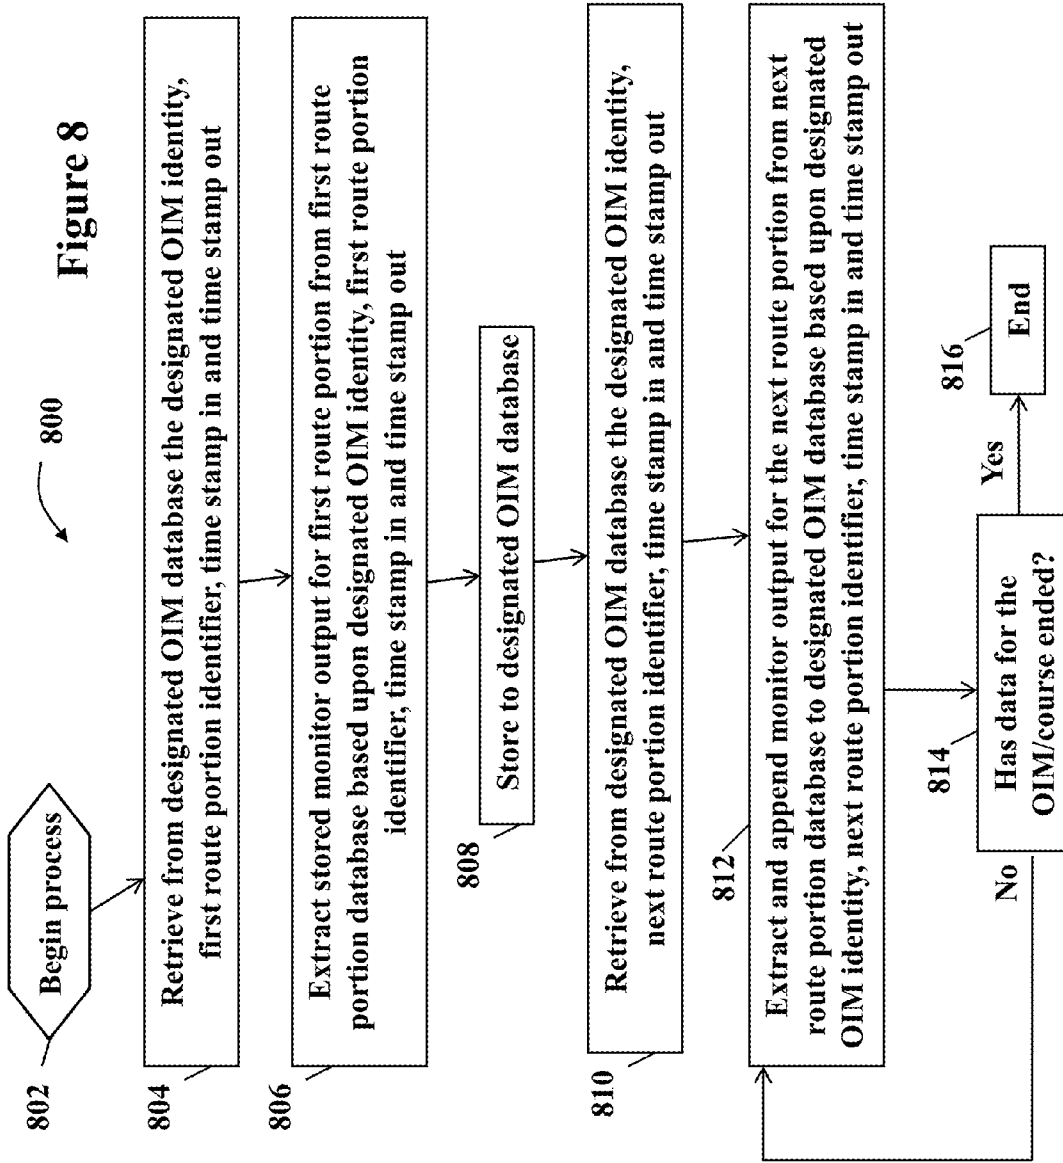 Figure 8
800
802
Begin process
804
Retrieve from designated OIM database the designated OIM identity,
first route portion identifier, time stamp in and time stamp out
806
Extract stored monitor output for first route portion from first route
portion database based upon designated OIM identity, first route portion
identifier, time stamp in and time stamp out
808
Store to designated OIM database
810
Retrieve from designated OIM database the designated OIM identity,
next route portion identifier, time stamp in and time stamp out
812
Extract and append monitor output for the next route portion from next
route portion database to designated OIM database based upon designated
OIM identity, next route portion identifier, time stamp in and time stamp out
814
Has data for the
OIM/course ended?
No
Yes
816
End